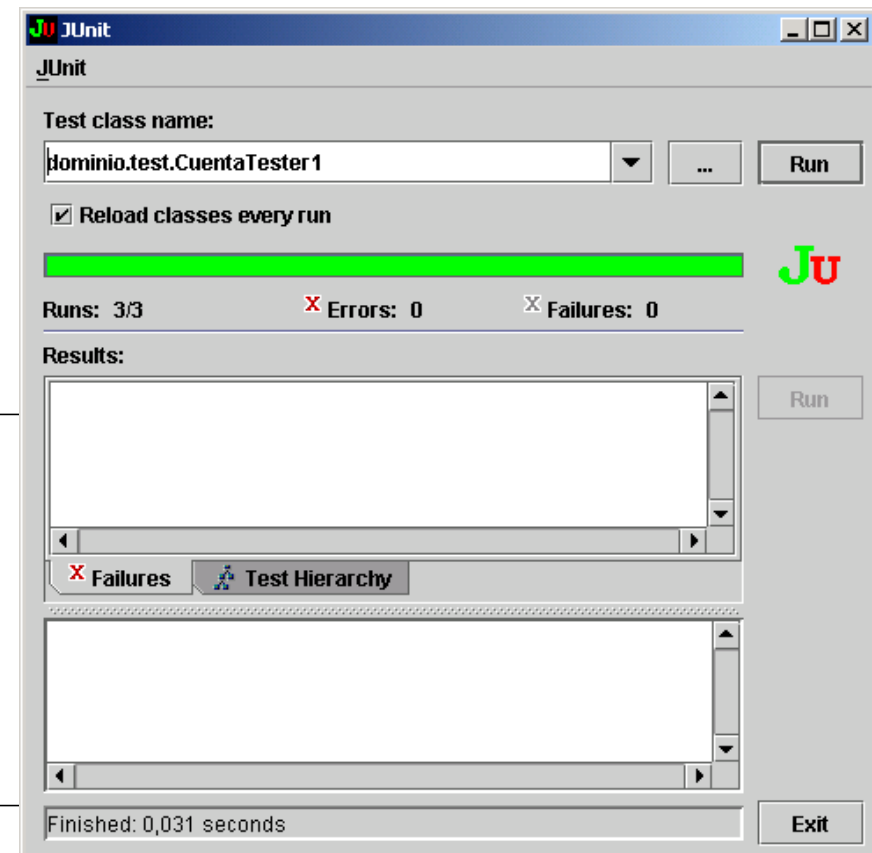 JU JUnit
JUnit
Test class name:
dominio.test.CuentaTester1 ... Run
Reload classes every run
JU
Runs: 3/3 X Errors: 0 X Failures: 0
Results:
Run
X Failures Test Hierarchy
Finished: 0,031 seconds Exit